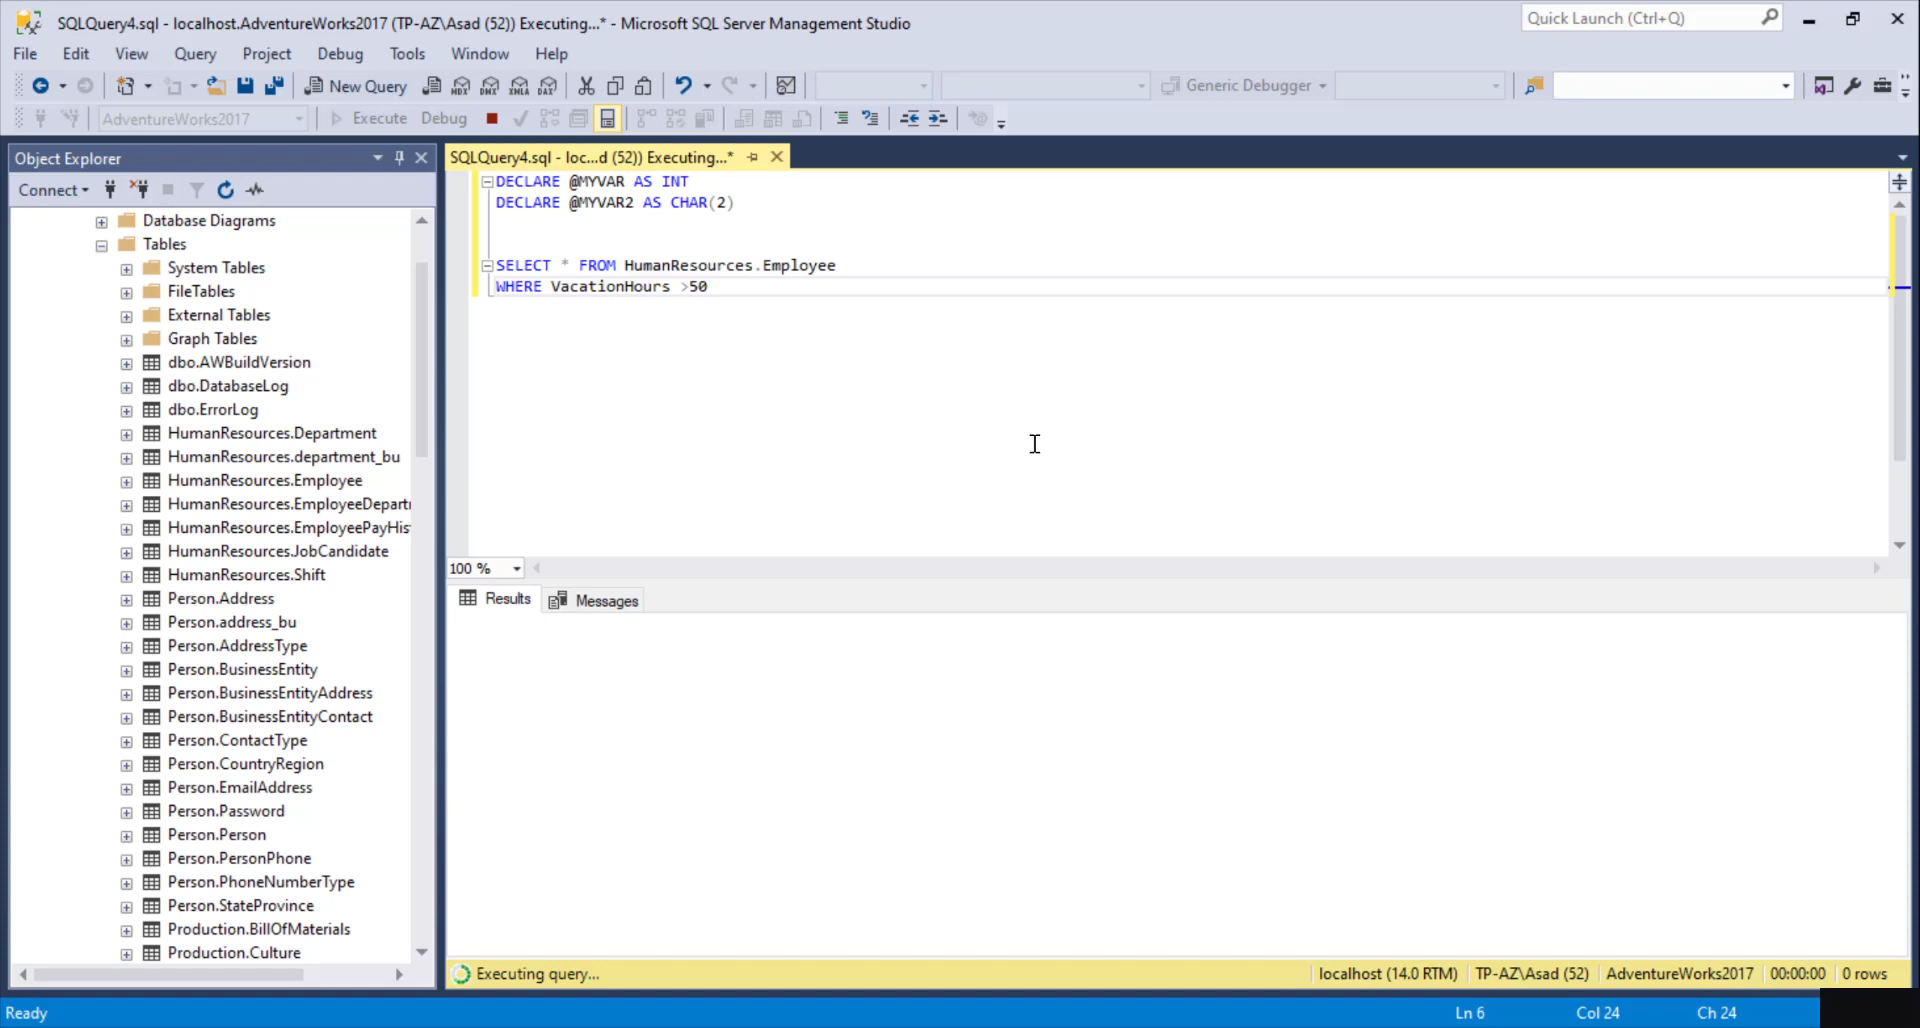 SQLQuery4.sql - localhost.AdventureWorks2017 (TP-AZ\Asad (52)) Executing...* - Microsoft SQL Server Management Studio
Quick Launch (Ctrl+Q)
File Edit View Query Project Debug Tools Window Help
New Query
MDX DMX XMLA DAX
Generic Debugger
AdventureWorks2017
Execute Debug
Object Explorer
Connect
Database Diagrams
Tables
System Tables
FileTables
External Tables
Graph Tables
dbo.AWBuildVersion
dbo.DatabaseLog
dbo.ErrorLog
HumanResources.Department
HumanResources.department_bu
HumanResources.Employee
HumanResources.EmployeeDepart
HumanResources.EmployeePayHis
HumanResources.JobCandidate
HumanResources.Shift
Person.Address
Person.address_bu
Person.AddressType
Person.BusinessEntity
Person.BusinessEntityAddress
Person.BusinessEntityContact
Person.ContactType
Person.CountryRegion
Person.EmailAddress
Person.Password
Person.Person
Person.PersonPhone
Person.PhoneNumberType
Person.StateProvince
Production.BillOfMaterials
Production.Culture
SQLQuery4.sql - loc...d (52)) Executing...*
DECLARE @MYVAR AS INT
DECLARE @MYVAR2 AS CHAR(2)
SELECT * FROM HumanResources.Employee
WHERE VacationHours >50
100 %
Results Messages
Executing query...
localhost (14.0 RTM) TP-AZ\Asad (52) AdventureWorks2017 00:00:00 0 rows
Ready
Ln 6 Col 24 Ch 24